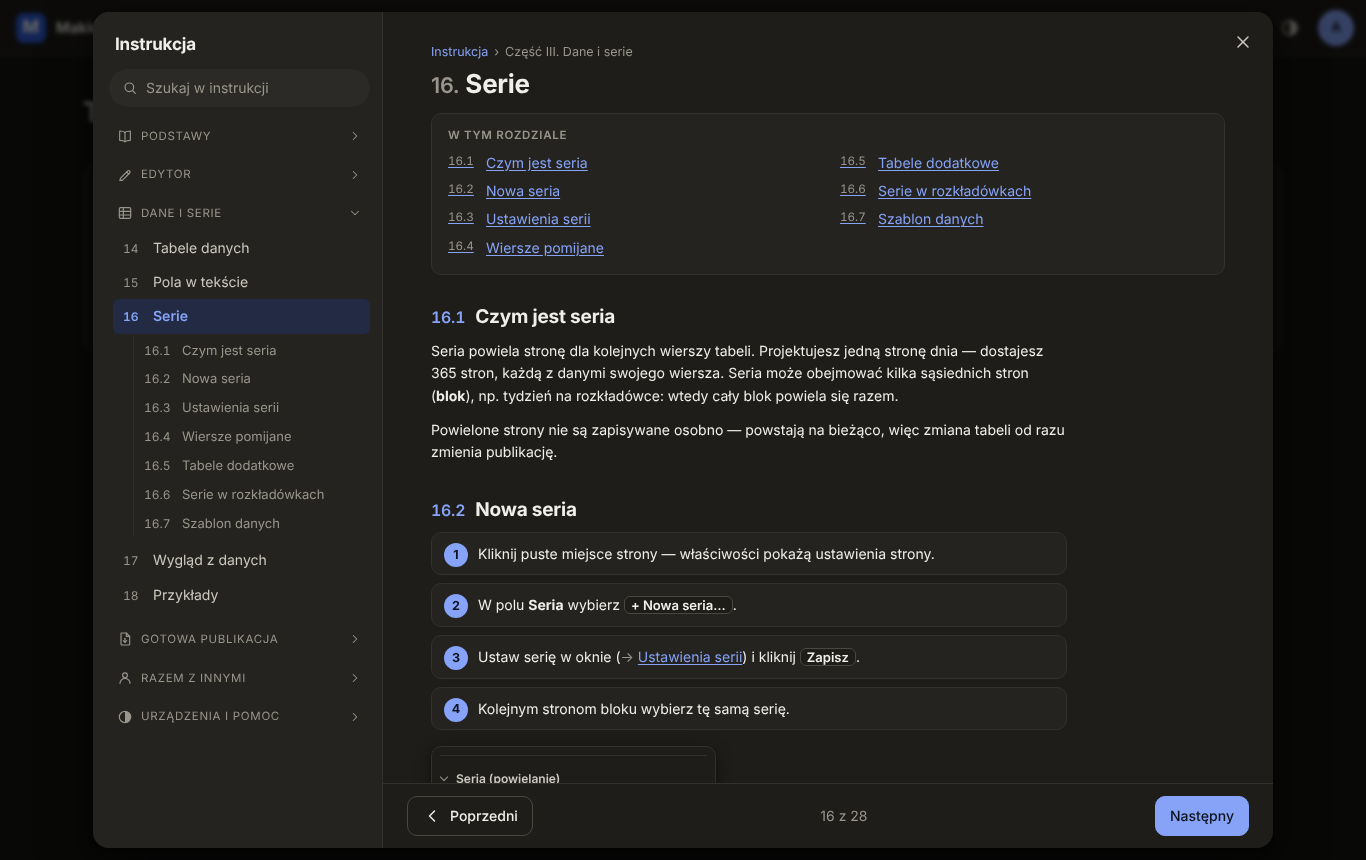 M
Instrukcja
Szukaj w instrukcji
PODSTAWY
EDYTOR
DANE I SERIE
14 Tabele danych
15 Pola w tekście
16 Serie
16.1 Czym jest seria
16.2 Nowa seria
16.3 Ustawienia serii
16.4 Wiersze pomijane
16.5 Tabele dodatkowe
16.6 Serie w rozkładówkach
16.7 Szablon danych
17 Wygląd z danych
18 Przykłady
GOTOWA PUBLIKACJA
RAZEM Z INNYMI
URZĄDZENIA I POMOC
Instrukcja › Część III. Dane i serie
16. Serie
W TYM ROZDZIALE
16.1 Czym jest seria
16.2 Nowa seria
16.3 Ustawienia serii
16.4 Wiersze pomijane
16.5 Tabele dodatkowe
16.6 Serie w rozkładówkach
16.7 Szablon danych
16.1 Czym jest seria
Seria powiela stronę dla kolejnych wierszy tabeli. Projektujesz jedną stronę dnia — dostajesz
365 stron, każdą z danymi swojego wiersza. Seria może obejmować kilka sąsiednich stron
(blok), np. tydzień na rozkładówce: wtedy cały blok powiela się razem.
Powielone strony nie są zapisywane osobno — powstają na bieżąco, więc zmiana tabeli od razu
zmienia publikację.
16.2 Nowa seria
1 Kliknij puste miejsce strony — właściwości pokażą ustawienia strony.
2 W polu Seria wybierz + Nowa seria… .
3 Ustaw serię w oknie (→ Ustawienia serii) i kliknij Zapisz .
4 Kolejnym stronom bloku wybierz tę samą serię.
Seria (powielanie)
Poprzedni
16 z 28
Następny